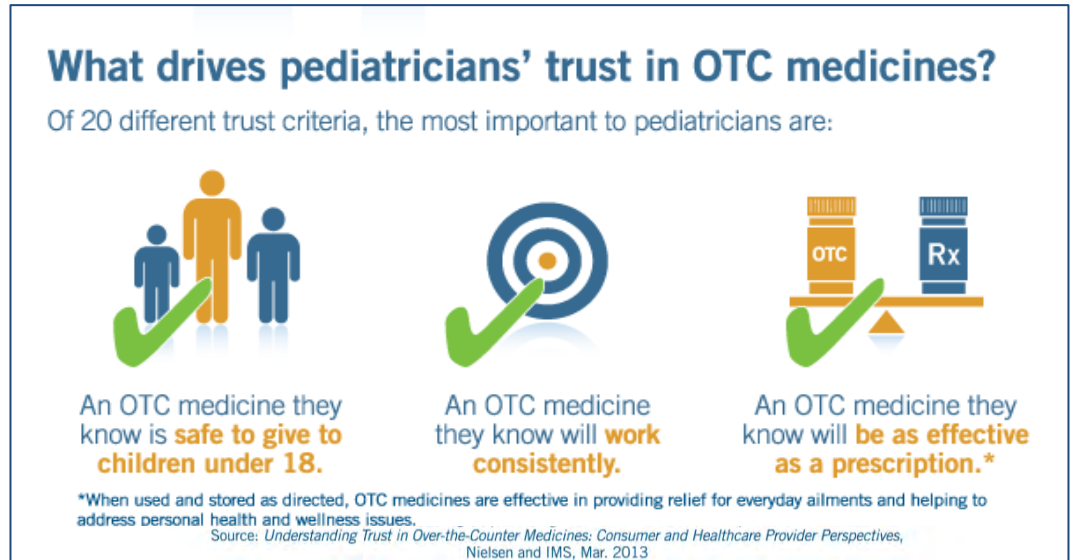 What drives pediatricians’ trust in OTC medicines?
Of 20 different trust criteria, the most important to pediatricians are:
OTC
Rx
An OTC medicine they
know is safe to give to
children under 18.
An OTC medicine
they know will work
consistently.
An OTC medicine they
know will be as effective
as a prescription.*
*When used and stored as directed, OTC medicines are effective in providing relief for everyday ailments and helping to
address personal health and wellness issues.
Source: Understanding Trust in Over-the-Counter Medicines: Consumer and Healthcare Provider Perspectives,
Nielsen and IMS, Mar. 2013